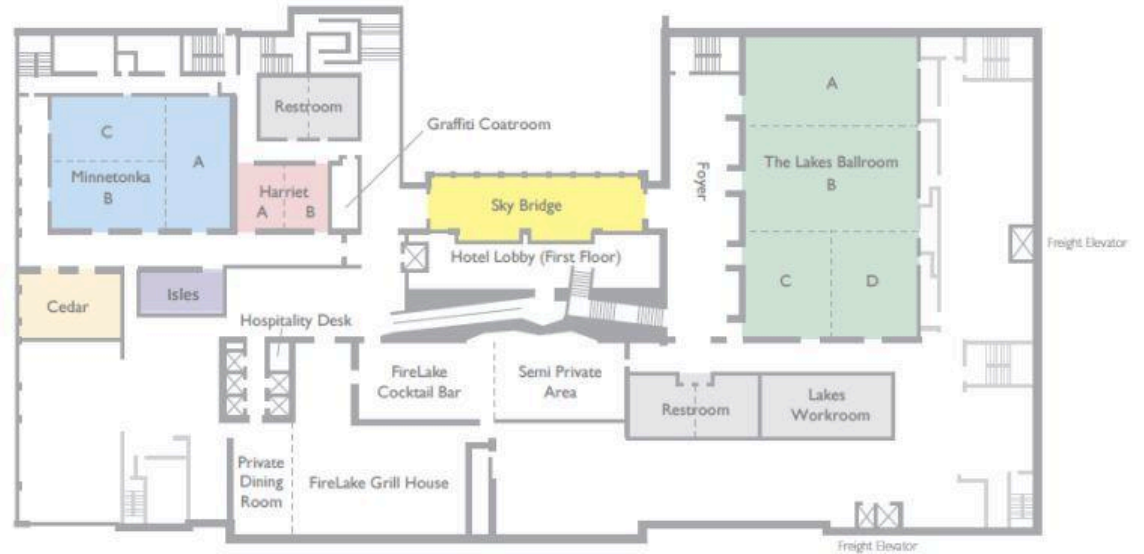 A
Restroom
C
Graffiti Coatroom
A
Minnetonka
B
The Lakes Ballroom
B
Foyer
Harriet
A B
Sky Bridge
Hotel Lobby (First Floor)
Freight Elevator
C
D
Cedar
Isles
Hospitality Desk
FireLake
Cocktail Bar
Semi Private
Area
Restroom
Lakes
Workroom
Private
Dining
Room
FireLake Grill House
Freight Elevator